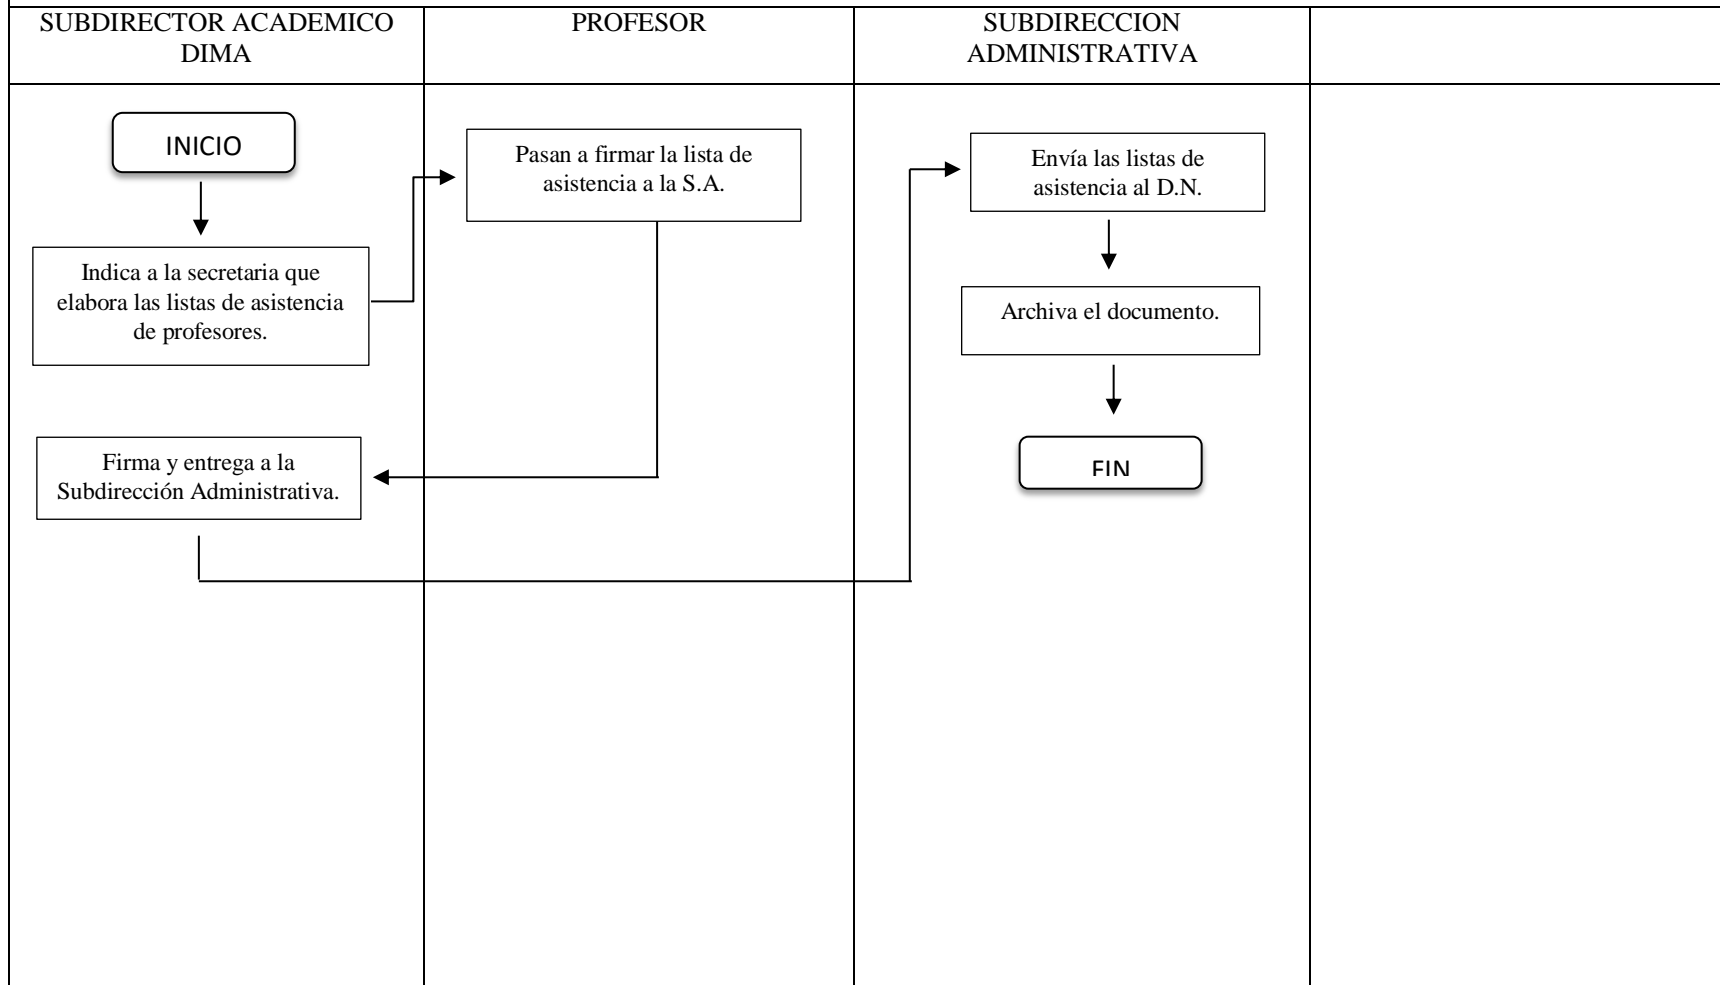 SUBDIRECTOR ACADEMICO
DIMA
PROFESOR
SUBDIRECCION
ADMINISTRATIVA
INICIO
Indica a la secretaria que
elabora las listas de asistencia
de profesores.
Pasan a firmar la lista de
asistencia a la S.A.
Firma y entrega a la
Subdirección Administrativa.
Envía las listas de
asistencia al D.N.
Archiva el documento.
FIN